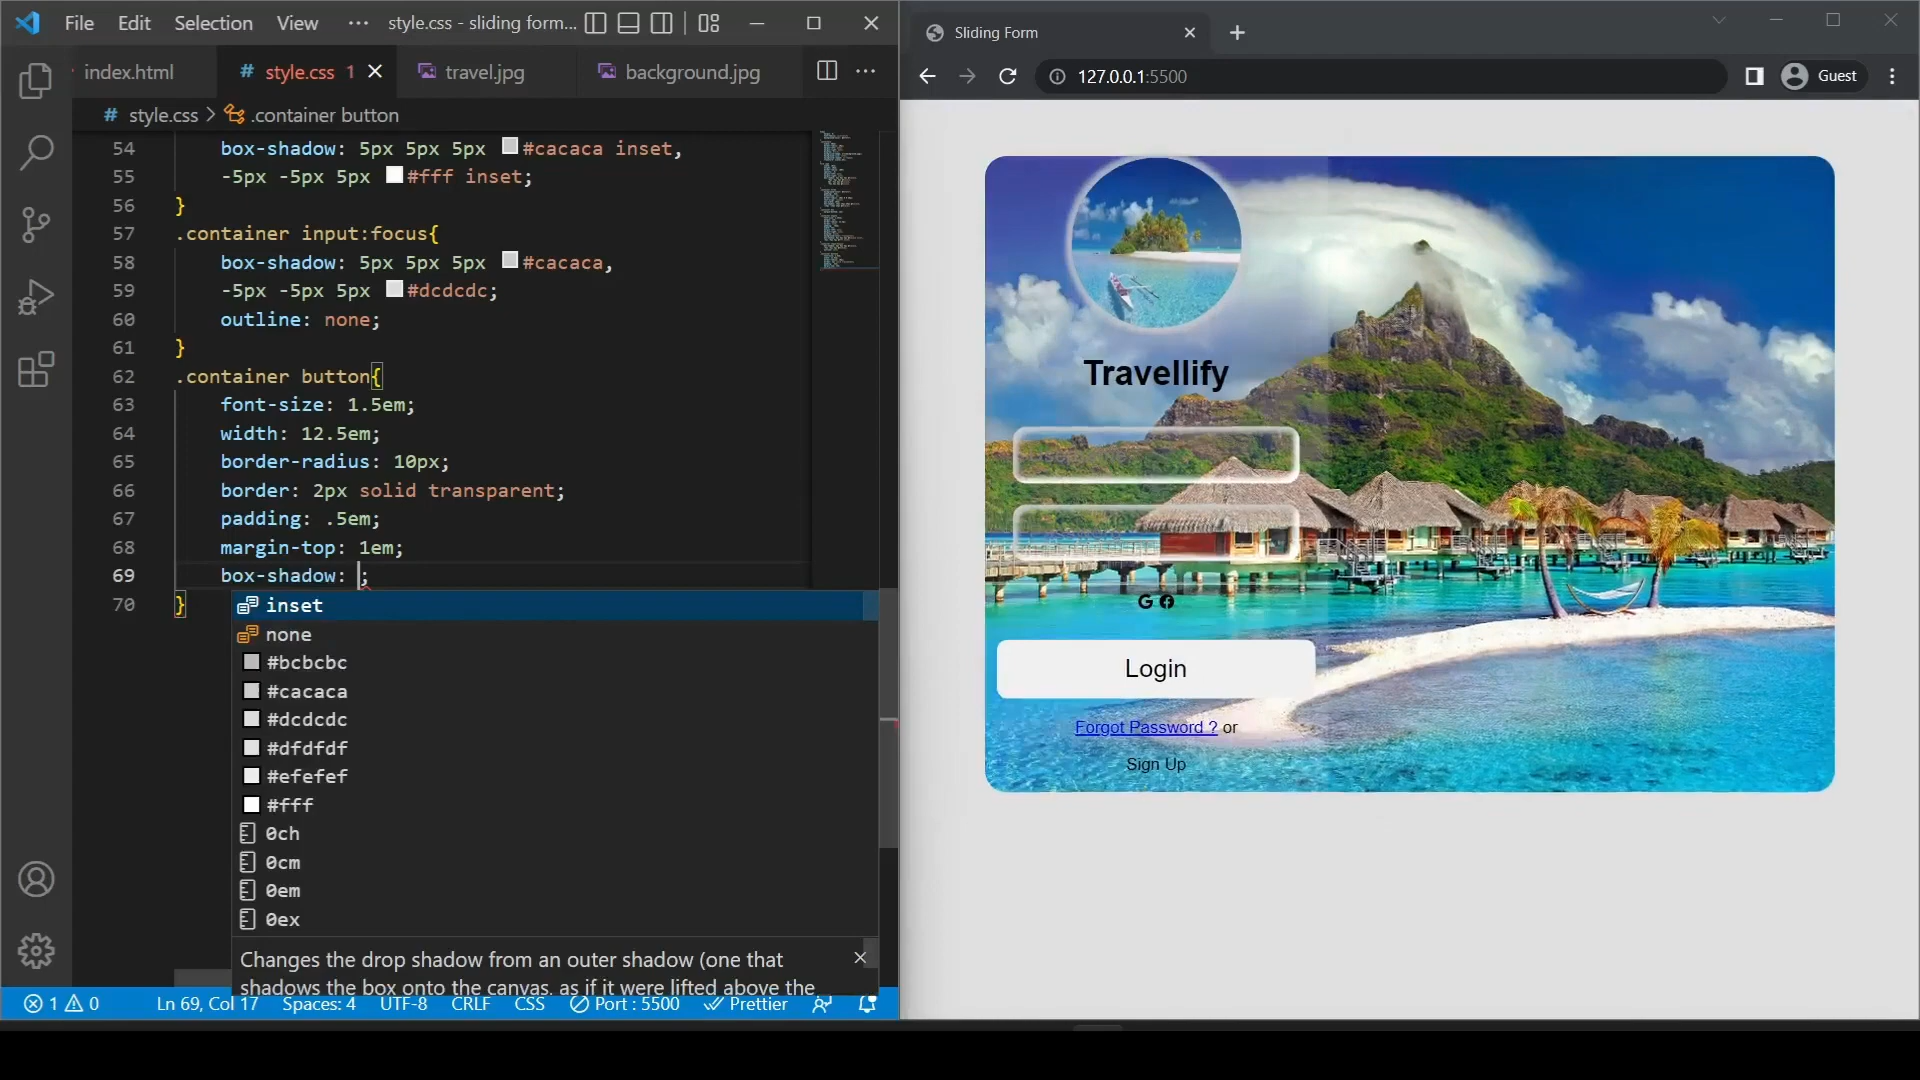 File Edit Selection View ··· style.css - sliding form...
index.html # style.css 1 travel.jpg background.jpg ···
# style.css > .container button
54 box-shadow: 5px 5px 5px #cacaca inset,
55 -5px -5px 5px #fff inset;
56 }
57 .container input:focus{
58 box-shadow: 5px 5px 5px #cacaca,
59 -5px -5px 5px #dcdcdc;
60 outline: none;
61 }
62 .container button{
63 font-size: 1.5em;
64 width: 12.5em;
65 border-radius: 10px;
66 border: 2px solid transparent;
67 padding: .5em;
68 margin-top: 1em;
69 box-shadow: ;
70 }
inset
none
#bcbcbc
#cacaca
#dcdcdc
#dfdfdf
#efefef
#fff
0ch
0cm
0em
0ex
Changes the drop shadow from an outer shadow (one that
shadows the box onto the canvas, as if it were lifted above the
1 0 Ln 69, Col 17 Spaces: 4 UTF-8 CRLF CSS Port : 5500 Prettier
Sliding Form
127.0.0.1:5500 Guest
Travellify
Login
Forgot Password ? or
Sign Up